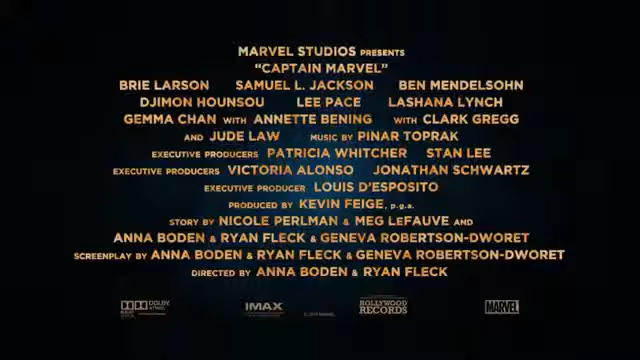 MARVEL STUDIOS PRESENTS
"CAPTAIN MARVEL"
BRIE LARSON SAMUEL L. JACKSON BEN MENDELSOHN
DJIMON HOUNSOU LEE PACE LASHANA LYNCH
GEMMA CHAN WITH ANNETTE BENING WITH CLARK GREGG
AND JUDE LAW MUSIC BY PINAR TOPRAK
EXECUTIVE PRODUCERS PATRICIA WHITCHER STAN LEE
EXECUTIVE PRODUCERS VICTORIA ALONSO JONATHAN SCHWARTZ
EXECUTIVE PRODUCER LOUIS D'ESPOSITO
PRODUCED BY KEVIN FEIGE, p.g.a.
STORY BY NICOLE PERLMAN & MEG LeFAUVE AND
ANNA BODEN & RYAN FLECK & GENEVA ROBERTSON-DWORET
SCREENPLAY BY ANNA BODEN & RYAN FLECK & GENEVA ROBERTSON-DWORET
DIRECTED BY ANNA BODEN & RYAN FLECK
DOLBY IMAX HOLLYWOOD RECORDS MARVEL